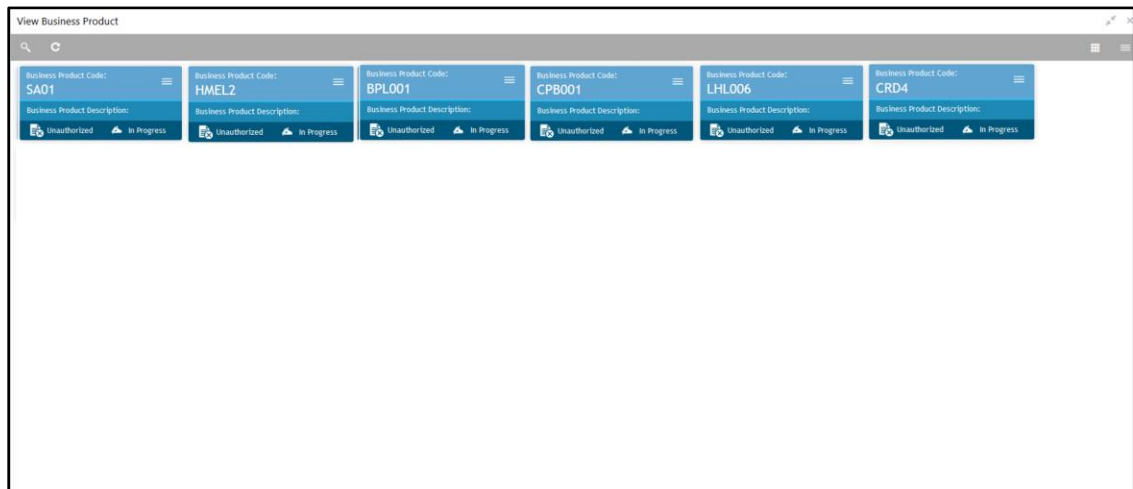 View Business Product
Business Product Code:
SA01
Business Product Description:
Unauthorized In Progress
Business Product Code:
HMEL2
Business Product Description:
Unauthorized In Progress
Business Product Code:
BPL001
Business Product Description:
Unauthorized In Progress
Business Product Code:
CPB001
Business Product Description:
Unauthorized In Progress
Business Product Code:
LHL006
Business Product Description:
Unauthorized In Progress
Business Product Code:
CRD4
Business Product Description:
Unauthorized In Progress